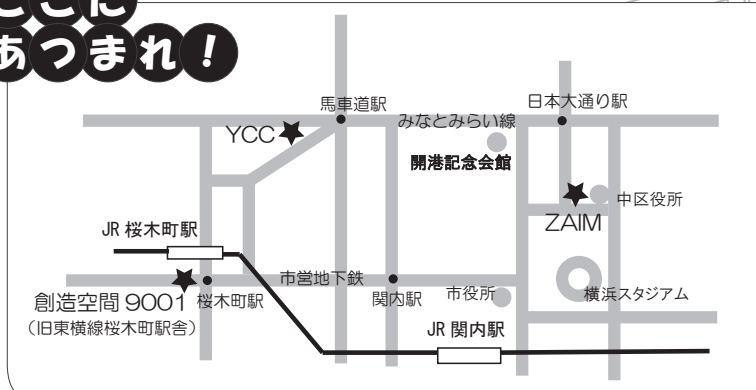 ここに
あつまれ！
馬車道駅
日本大通り駅
みなとみらい線
YCC
開港記念会館
中区役所
ZAIM
JR 桜木町駅
市営地下鉄
横浜スタジアム
創造空間 9001
桜木町駅
関内駅
市役所
（旧東横線桜木町駅舎）
JR 関内駅